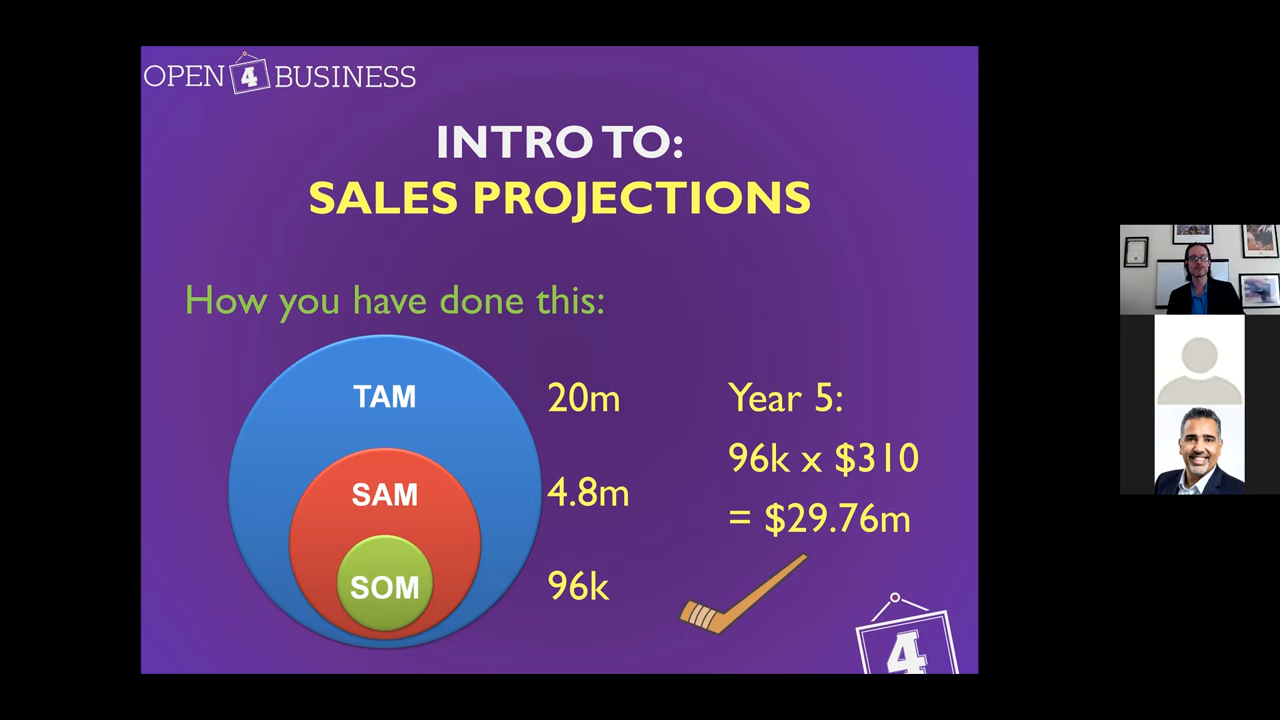 OPEN 4 BUSINESS
INTRO TO:
SALES PROJECTIONS
How you have done this:
TAM
20m
Year 5:
96k x $310
SAM
4.8m
= $29.76m
SOM
96k
4